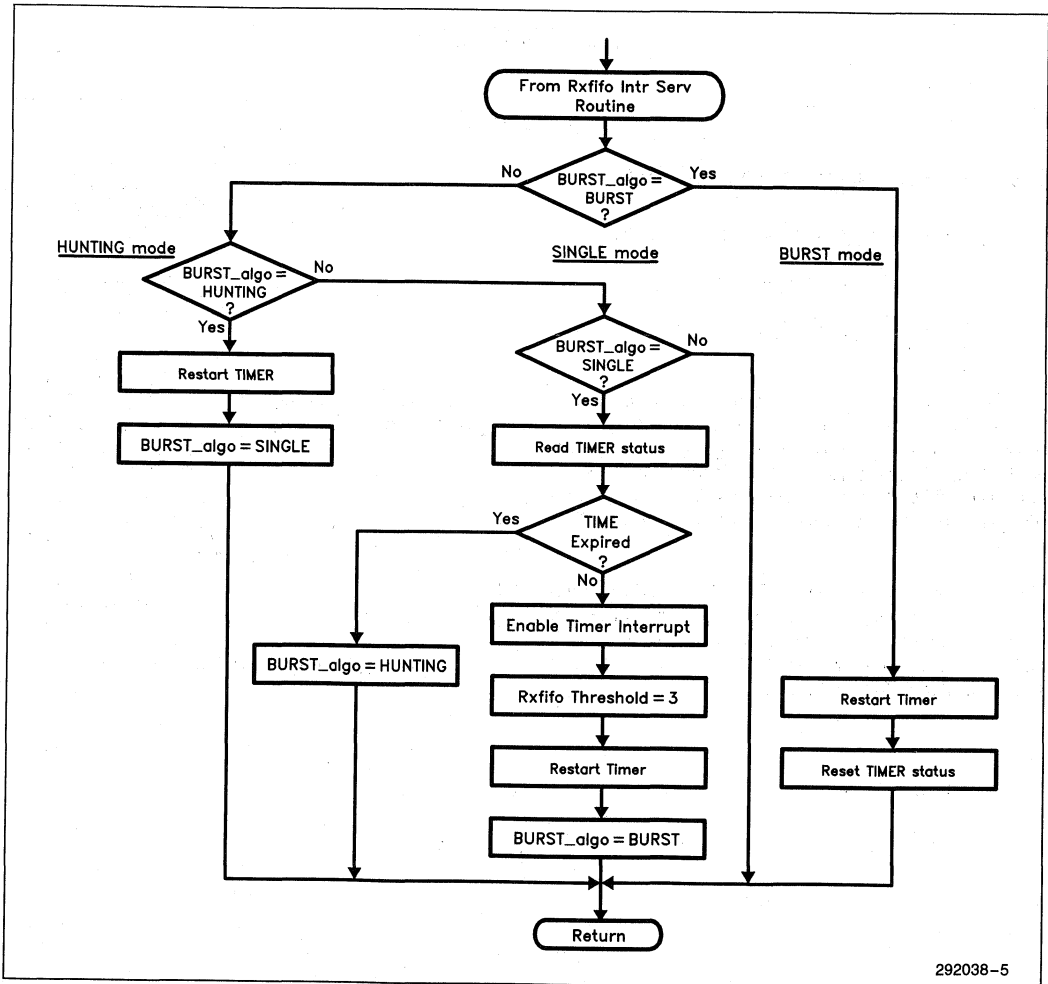 From Rxfifo Intr Serv
Routine
No
BURST_algo =
BURST
?
Yes
HUNTING mode
SINGLE mode
BURST mode
BURST_algo =
HUNTING
?
No
Yes
BURST_algo =
SINGLE
?
No
Yes
Restart TIMER
BURST_algo = SINGLE
Read TIMER status
Yes
TIME
Expired
?
No
Enable Timer Interrupt
BURST_algo = HUNTING
Rxfifo Threshold = 3
Restart Timer
Restart Timer
Reset TIMER status
BURST_algo = BURST
Return
292038-5